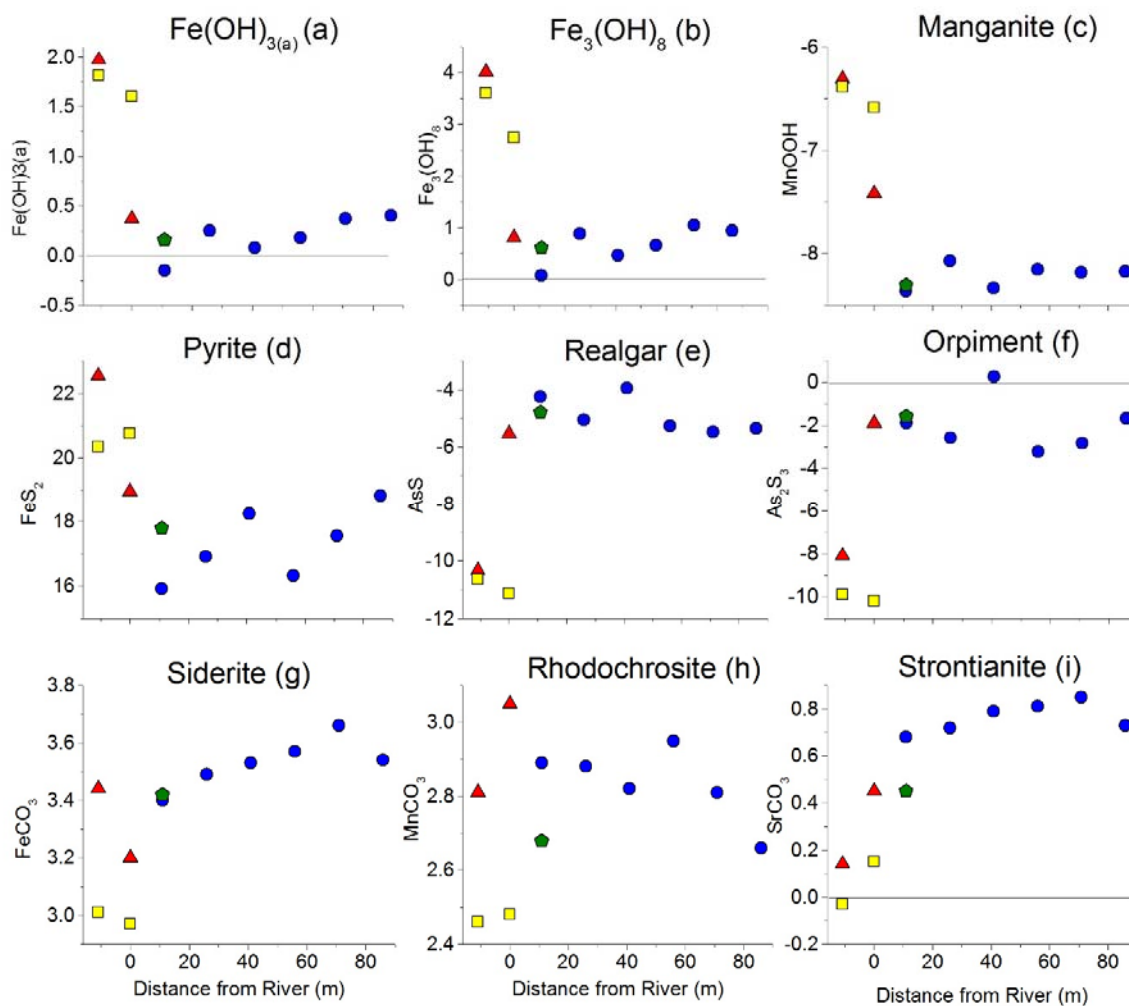 Fe(OH)₃₍ₐ₎ (a)
2.0
1.5
1.0
0.5
0.0
-0.5
Fe(OH)3(a)
Fe₃(OH)₈ (b)
4
3
2
1
0
Fe₃(OH)₈
Manganite (c)
-6
-7
-8
MnOOH
Pyrite (d)
22
20
18
16
FeS₂
Realgar (e)
-4
-6
-8
-10
-12
AsS
Orpiment (f)
0
-2
-4
-6
-8
-10
As₂S₃
Siderite (g)
3.8
3.6
3.4
3.2
3.0
FeCO₃
0 20 40 60 80
Distance from River (m)
Rhodochrosite (h)
3.0
2.8
2.6
2.4
MnCO₃
0 20 40 60 80
Distance from River (m)
Strontianite (i)
0.8
0.6
0.4
0.2
0.0
-0.2
SrCO₃
0 20 40 60 80
Distance from River (m)